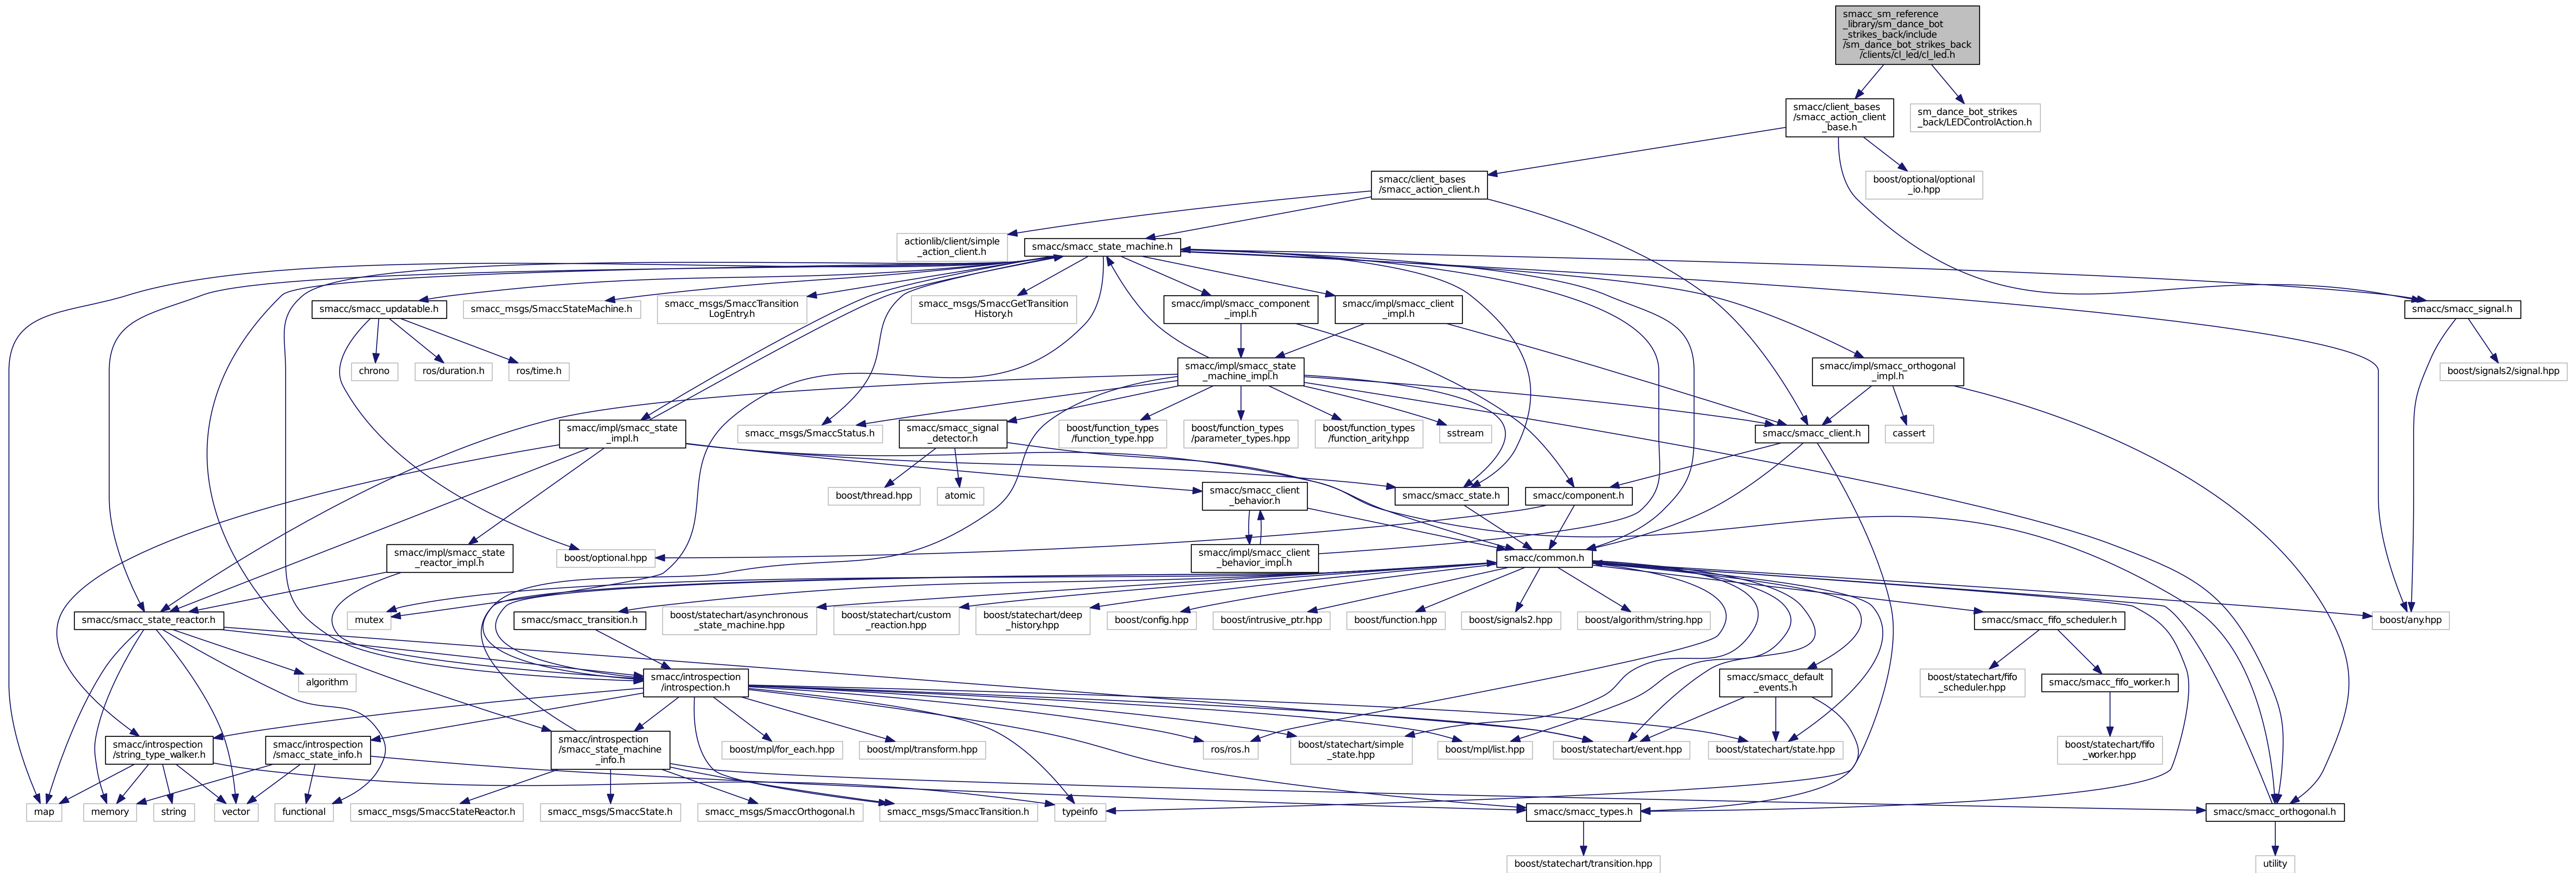 smacc_sm_reference
_library/sm_dance_bot
_strikes_back/include
/sm_dance_bot_strikes_back
/clients/cl_led/cl_led.h
smacc/client_bases
/smacc_action_client
_base.h
sm_dance_bot_strikes
_back/LEDControlAction.h
smacc/client_bases
/smacc_action_client.h
boost/optional/optional
_io.hpp
actionlib/client/simple
_action_client.h
smacc/smacc_state_machine.h
smacc/smacc_updatable.h
smacc_msgs/SmaccStateMachine.h
smacc_msgs/SmaccTransition
LogEntry.h
smacc_msgs/SmaccGetTransition
History.h
smacc/impl/smacc_component
_impl.h
smacc/impl/smacc_client
_impl.h
smacc/smacc_signal.h
chrono
ros/duration.h
ros/time.h
smacc/impl/smacc_state
_machine_impl.h
smacc/impl/smacc_orthogonal
_impl.h
boost/signals2/signal.hpp
smacc/impl/smacc_state
_impl.h
smacc_msgs/SmaccStatus.h
smacc/smacc_signal
_detector.h
boost/function_types
/function_type.hpp
boost/function_types
/parameter_types.hpp
boost/function_types
/function_arity.hpp
sstream
smacc/smacc_client.h
cassert
boost/thread.hpp
atomic
smacc/smacc_client
_behavior.h
smacc/smacc_state.h
smacc/component.h
smacc/impl/smacc_state
_reactor_impl.h
boost/optional.hpp
smacc/impl/smacc_client
_behavior_impl.h
smacc/common.h
smacc/smacc_state_reactor.h
mutex
smacc/smacc_transition.h
boost/statechart/asynchronous
_state_machine.hpp
boost/statechart/custom
_reaction.hpp
boost/statechart/deep
_history.hpp
boost/config.hpp
boost/intrusive_ptr.hpp
boost/function.hpp
boost/signals2.hpp
boost/algorithm/string.hpp
smacc/smacc_fifo_scheduler.h
boost/any.hpp
algorithm
smacc/introspection
/introspection.h
smacc/smacc_default
_events.h
boost/statechart/fifo
_scheduler.hpp
smacc/smacc_fifo_worker.h
smacc/introspection
/string_type_walker.h
smacc/introspection
/smacc_state_info.h
smacc/introspection
/smacc_state_machine
_info.h
boost/mpl/for_each.hpp
boost/mpl/transform.hpp
ros/ros.h
boost/statechart/simple
_state.hpp
boost/mpl/list.hpp
boost/statechart/event.hpp
boost/statechart/state.hpp
boost/statechart/fifo
_worker.hpp
map
memory
string
vector
functional
smacc_msgs/SmaccStateReactor.h
smacc_msgs/SmaccState.h
smacc_msgs/SmaccOrthogonal.h
smacc_msgs/SmaccTransition.h
typeinfo
smacc/smacc_types.h
smacc/smacc_orthogonal.h
boost/statechart/transition.hpp
utility